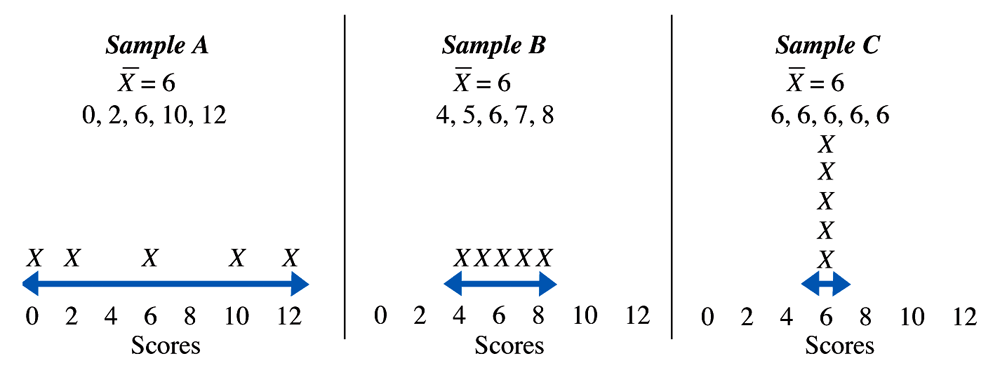 Sample A
X̄ = 6
0, 2, 6, 10, 12
X X X X X
0 2 4 6 8 10 12
Scores
Sample B
X̄ = 6
4, 5, 6, 7, 8
X X X X X
0 2 4 6 8 10 12
Scores
Sample C
X̄ = 6
6, 6, 6, 6, 6
X
X
X
X
X
0 2 4 6 8 10 12
Scores